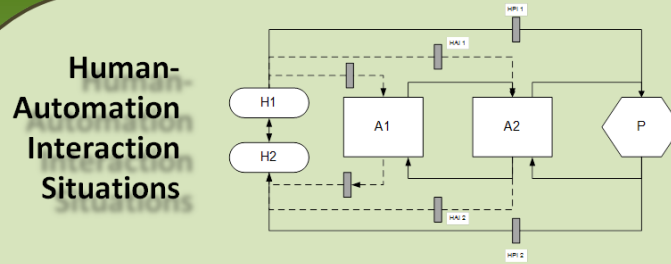 Human-
Automation
Interaction
Situations
HPI 1
HAI 1
H1
H2
A1
A2
P
HAI 2
HPI 2